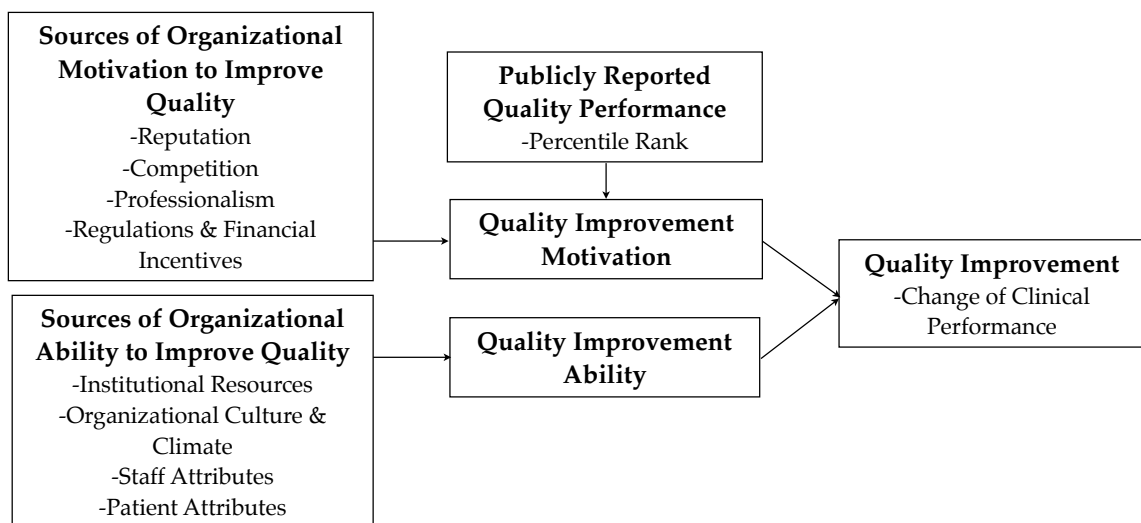 Sources of Organizational
Motivation to Improve
Quality
-Reputation
-Competition
-Professionalism
-Regulations & Financial
Incentives
Publicly Reported
Quality Performance
-Percentile Rank
Quality Improvement
Motivation
Quality Improvement
-Change of Clinical
Performance
Sources of Organizational
Ability to Improve Quality
-Institutional Resources
-Organizational Culture &
Climate
-Staff Attributes
-Patient Attributes
Quality Improvement
Ability